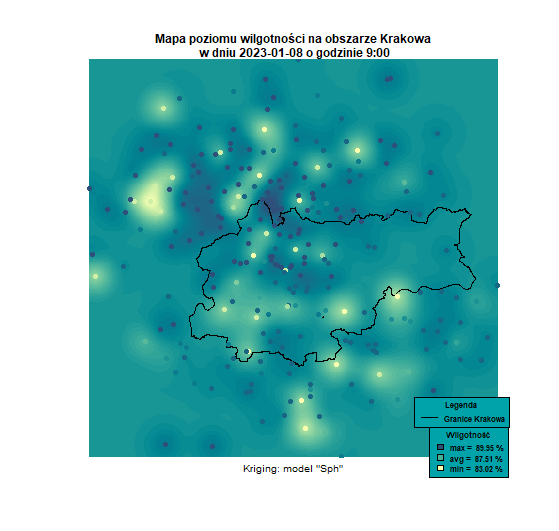 Mapa poziomu wilgotności na obszarze Krakowa
w dniu 2023-01-08 o godzinie 9:00
Legenda
Granice Krakowa
Wilgotność
max = 89.95 %
avg = 87.51 %
min = 83.02 %
Kriging: model "Sph"